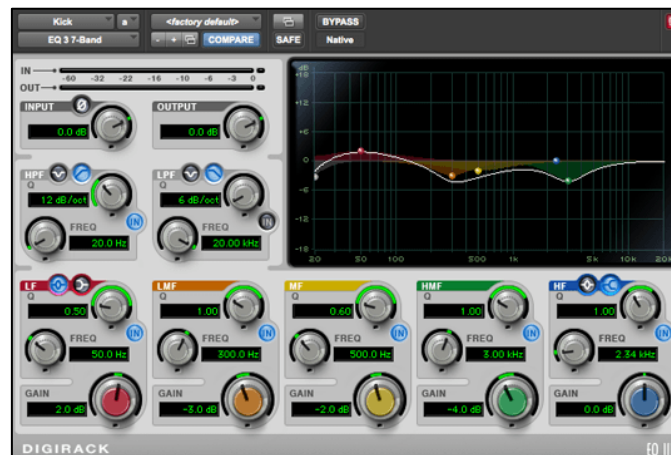 Kick a <factory default> BYPASS
EQ 3 7-Band - + COMPARE SAFE Native
IN -60 -32 -22 -16 -10 -6 -3 0
OUT
INPUT Ø OUTPUT
0.0 dB 0.0 dB
HPF LPF
Q Q
12 dB/oct 6 dB/oct
IN IN
FREQ FREQ
20.0 Hz 20.00 kHz
dB
+18
+12
+6
0
-6
-12
-18
20 50 100 500 1k 5k 10k 20k
LF LMF MF HMF HF
Q Q Q Q Q
0.50 1.00 0.60 1.00 1.00
IN IN IN IN IN
FREQ FREQ FREQ FREQ FREQ
50.0 Hz 300.0 Hz 500.0 Hz 3.00 kHz 2.34 kHz
GAIN GAIN GAIN GAIN GAIN
2.0 dB -3.0 dB -2.0 dB -4.0 dB 0.0 dB
DIGIRACK